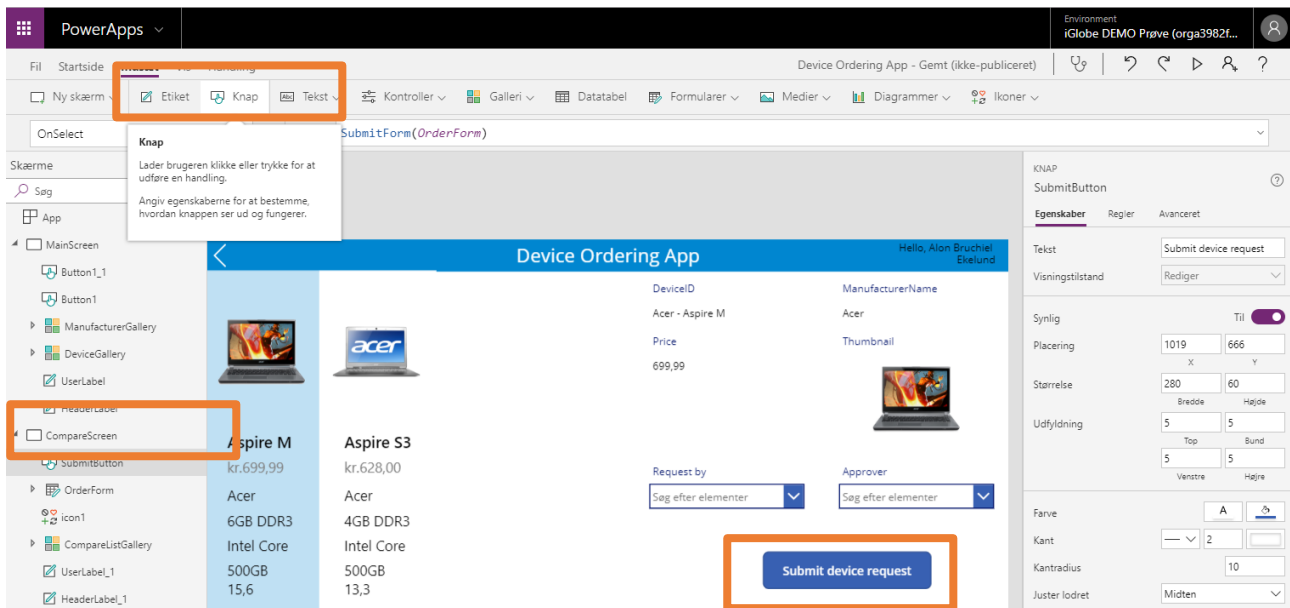 PowerApps
Environment
iGlobe DEMO Prøve (orga3982f...
Fil Startside Indsæt Vis Handling
Device Ordering App - Gemt (ikke-publiceret)
Ny skærm Etiket Knap Abc Tekst Kontroller Galleri Datatabel Formularer Medier Diagrammer Ikoner
OnSelect
SubmitForm(OrderForm)
Knap
Lader brugeren klikke eller trykke for at
udføre en handling.
Angiv egenskaberne for at bestemme,
hvordan knappen ser ud og fungerer.
Skærme
Søg
App
MainScreen
Button1_1
Button1
ManufacturerGallery
DeviceGallery
UserLabel
HeaderLabel
CompareScreen
SubmitButton
OrderForm
icon1
CompareListGallery
UserLabel_1
HeaderLabel_1
Device Ordering App
Hello, Alon Bruchiel
Ekelund
acer
Aspire M
kr.699,99
Acer
6GB DDR3
Intel Core
500GB
15,6
Aspire S3
kr.628,00
Acer
4GB DDR3
Intel Core
500GB
13,3
DeviceID
ManufacturerName
Acer - Aspire M
Acer
Price
Thumbnail
699,99
Request by
Approver
Søg efter elementer
Søg efter elementer
Submit device request
KNAP
SubmitButton
Egenskaber Regler Avanceret
Tekst Submit device request
Visningstilstand Rediger
Synlig Til
Placering 1019 666
X Y
Størrelse 280 60
Bredde Højde
Udfyldning 5 5
Top Bund
5 5
Venstre Højre
Farve A
Kant 2
Kantradius 10
Juster lodret Midten